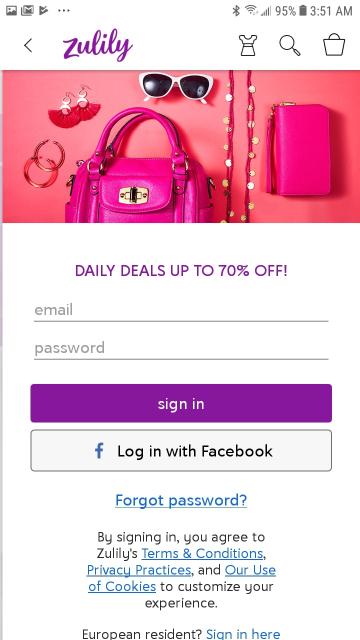 95% 3:51 AM
zulily
DAILY DEALS UP TO 70% OFF!
email
password
sign in
f Log in with Facebook
Forgot password?
By signing in, you agree to
Zulily's Terms & Conditions,
Privacy Practices, and Our Use
of Cookies to customize your
experience.
European resident? Sign in here